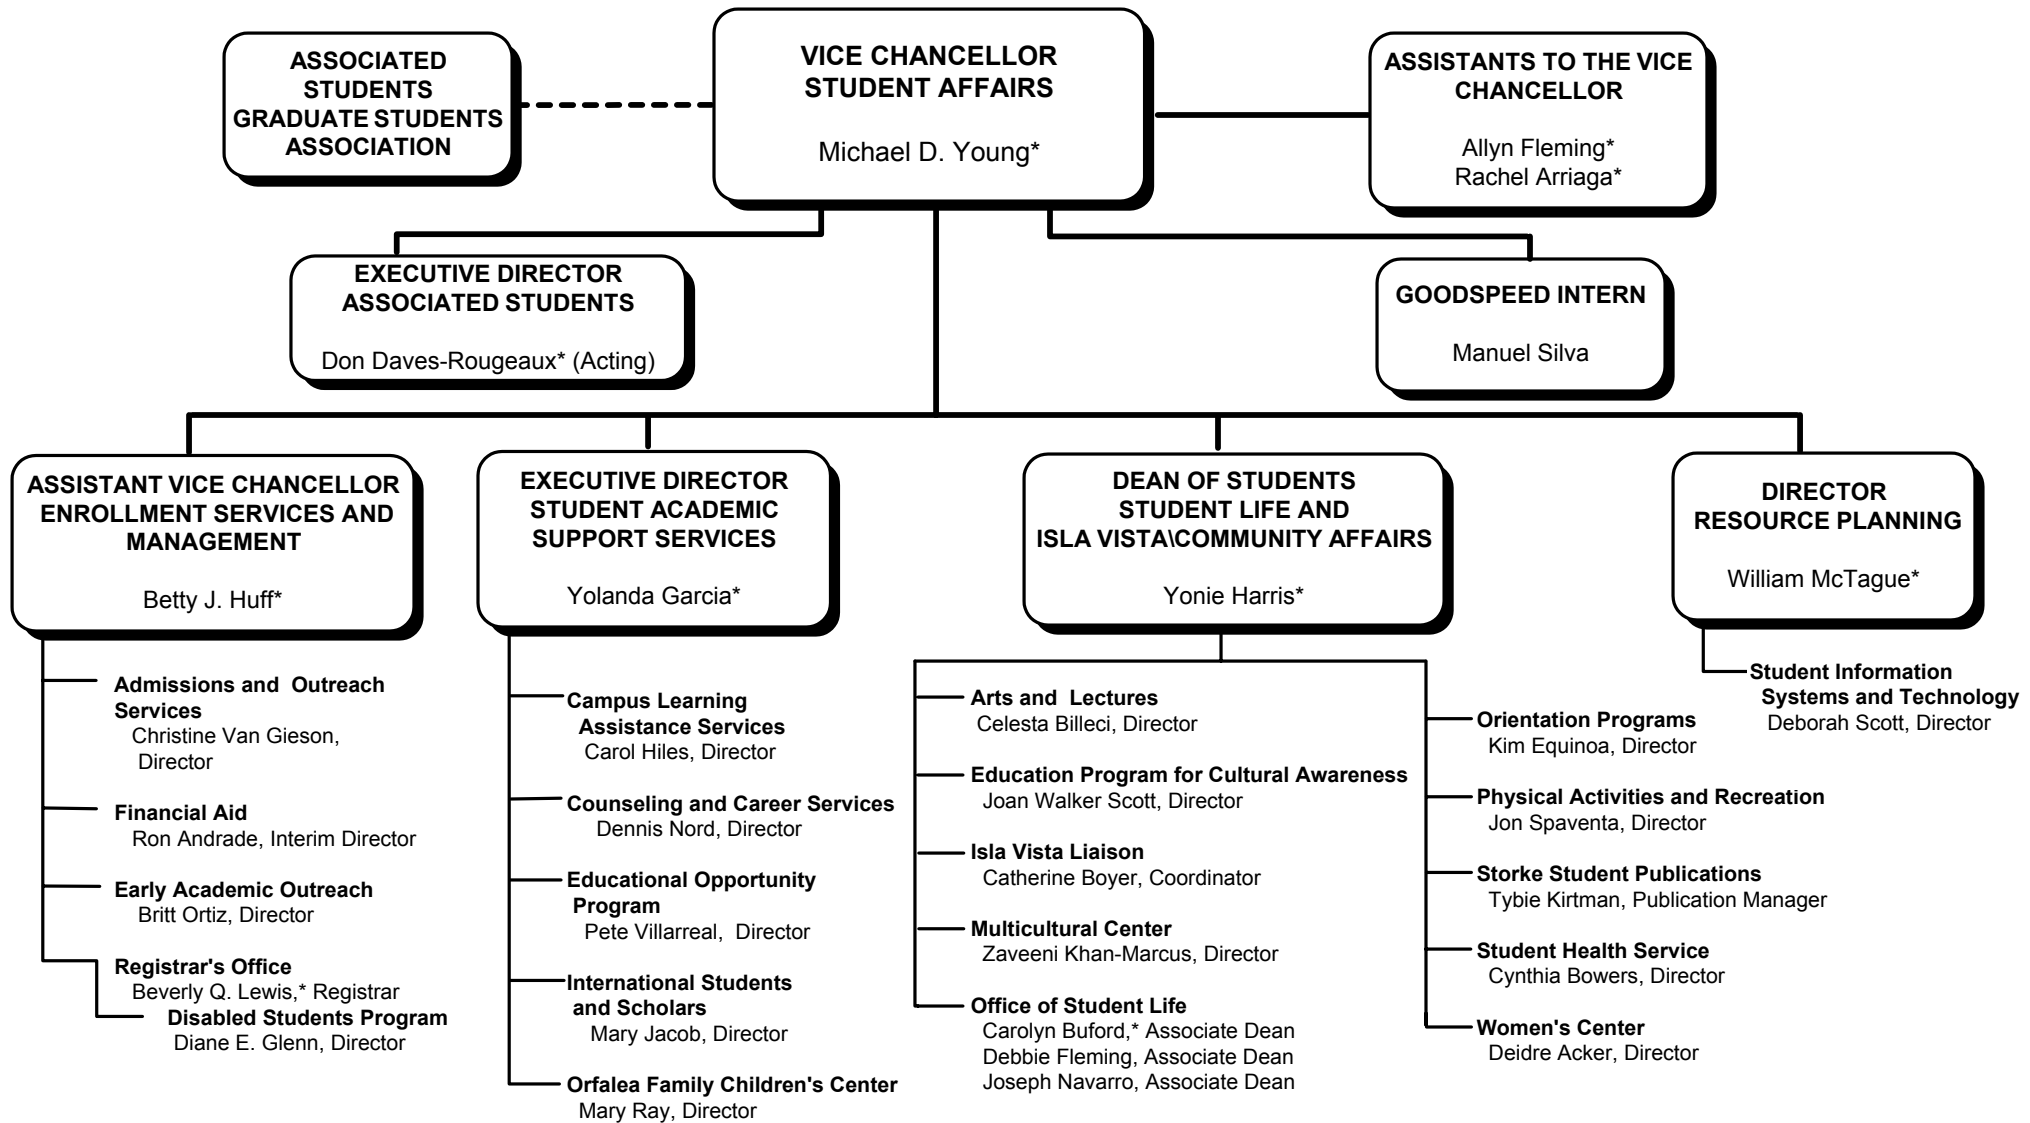 ASSOCIATED
STUDENTS
GRADUATE STUDENTS
ASSOCIATION
VICE CHANCELLOR
STUDENT AFFAIRS
Michael D. Young*
ASSISTANTS TO THE VICE
CHANCELLOR
Allyn Fleming*
Rachel Arriaga*
EXECUTIVE DIRECTOR
ASSOCIATED STUDENTS
Don Daves-Rougeaux* (Acting)
GOODSPEED INTERN
Manuel Silva
ASSISTANT VICE CHANCELLOR
ENROLLMENT SERVICES AND
MANAGEMENT
Betty J. Huff*
Admissions and Outreach
Services
Christine Van Gieson,
Director
Financial Aid
Ron Andrade, Interim Director
Early Academic Outreach
Britt Ortiz, Director
Registrar's Office
Beverly Q. Lewis,* Registrar
Disabled Students Program
Diane E. Glenn, Director
EXECUTIVE DIRECTOR
STUDENT ACADEMIC
SUPPORT SERVICES
Yolanda Garcia*
Campus Learning
Assistance Services
Carol Hiles, Director
Counseling and Career Services
Dennis Nord, Director
Educational Opportunity
Program
Pete Villarreal, Director
International Students
and Scholars
Mary Jacob, Director
Orfalea Family Children's Center
Mary Ray, Director
DEAN OF STUDENTS
STUDENT LIFE AND
ISLA VISTA\COMMUNITY AFFAIRS
Yonie Harris*
Arts and Lectures
Celesta Billeci, Director
Education Program for Cultural Awareness
Joan Walker Scott, Director
Isla Vista Liaison
Catherine Boyer, Coordinator
Multicultural Center
Zaveeni Khan-Marcus, Director
Office of Student Life
Carolyn Buford,* Associate Dean
Debbie Fleming, Associate Dean
Joseph Navarro, Associate Dean
Orientation Programs
Kim Equinoa, Director
Physical Activities and Recreation
Jon Spaventa, Director
Storke Student Publications
Tybie Kirtman, Publication Manager
Student Health Service
Cynthia Bowers, Director
Women's Center
Deidre Acker, Director
DIRECTOR
RESOURCE PLANNING
William McTague*
Student Information
Systems and Technology
Deborah Scott, Director